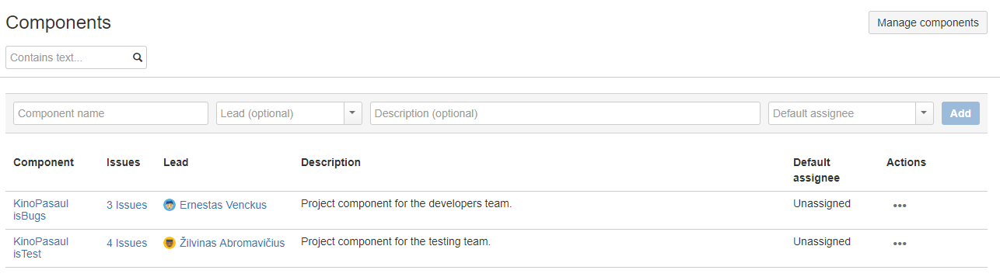 Components
Manage components
Contains text...
Component name
Lead (optional)
Description (optional)
Default assignee
Add
Component
Issues
Lead
Description
Default
assignee
Actions
KinoPasaul
isBugs
3 Issues
Ernestas Venckus
Project component for the developers team.
Unassigned
KinoPasaul
isTest
4 Issues
Žilvinas Abromavičius
Project component for the testing team.
Unassigned